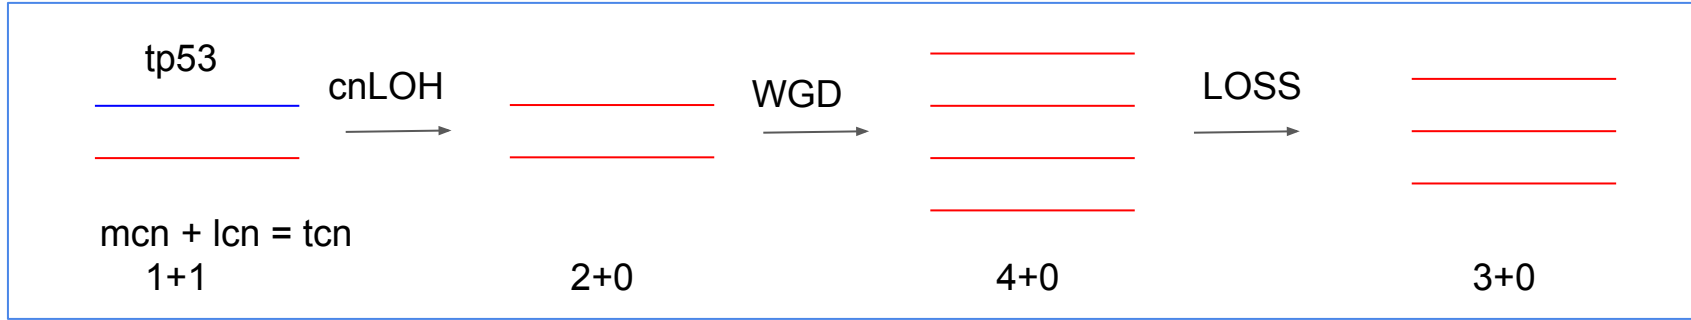 tp53
cnLOH
WGD
LOSS
mcn + lcn = tcn
1+1
2+0
4+0
3+0